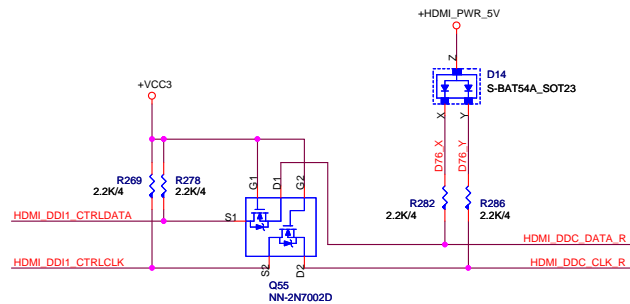 +HDMI_PWR_5V
Z
D14
S-BAT54A_SOT23
+VCC3
X
Y
D76_X
D76_Y
R269
2.2K/4
R278
2.2K/4
G1
D1
G2
R282
2.2K/4
R286
2.2K/4
HDMI_DDI1_CTRLDATA
S1
HDMI_DDC_DATA_R
HDMI_DDI1_CTRLCLK
S2
D2
HDMI_DDC_CLK_R
Q55
NN-2N7002D